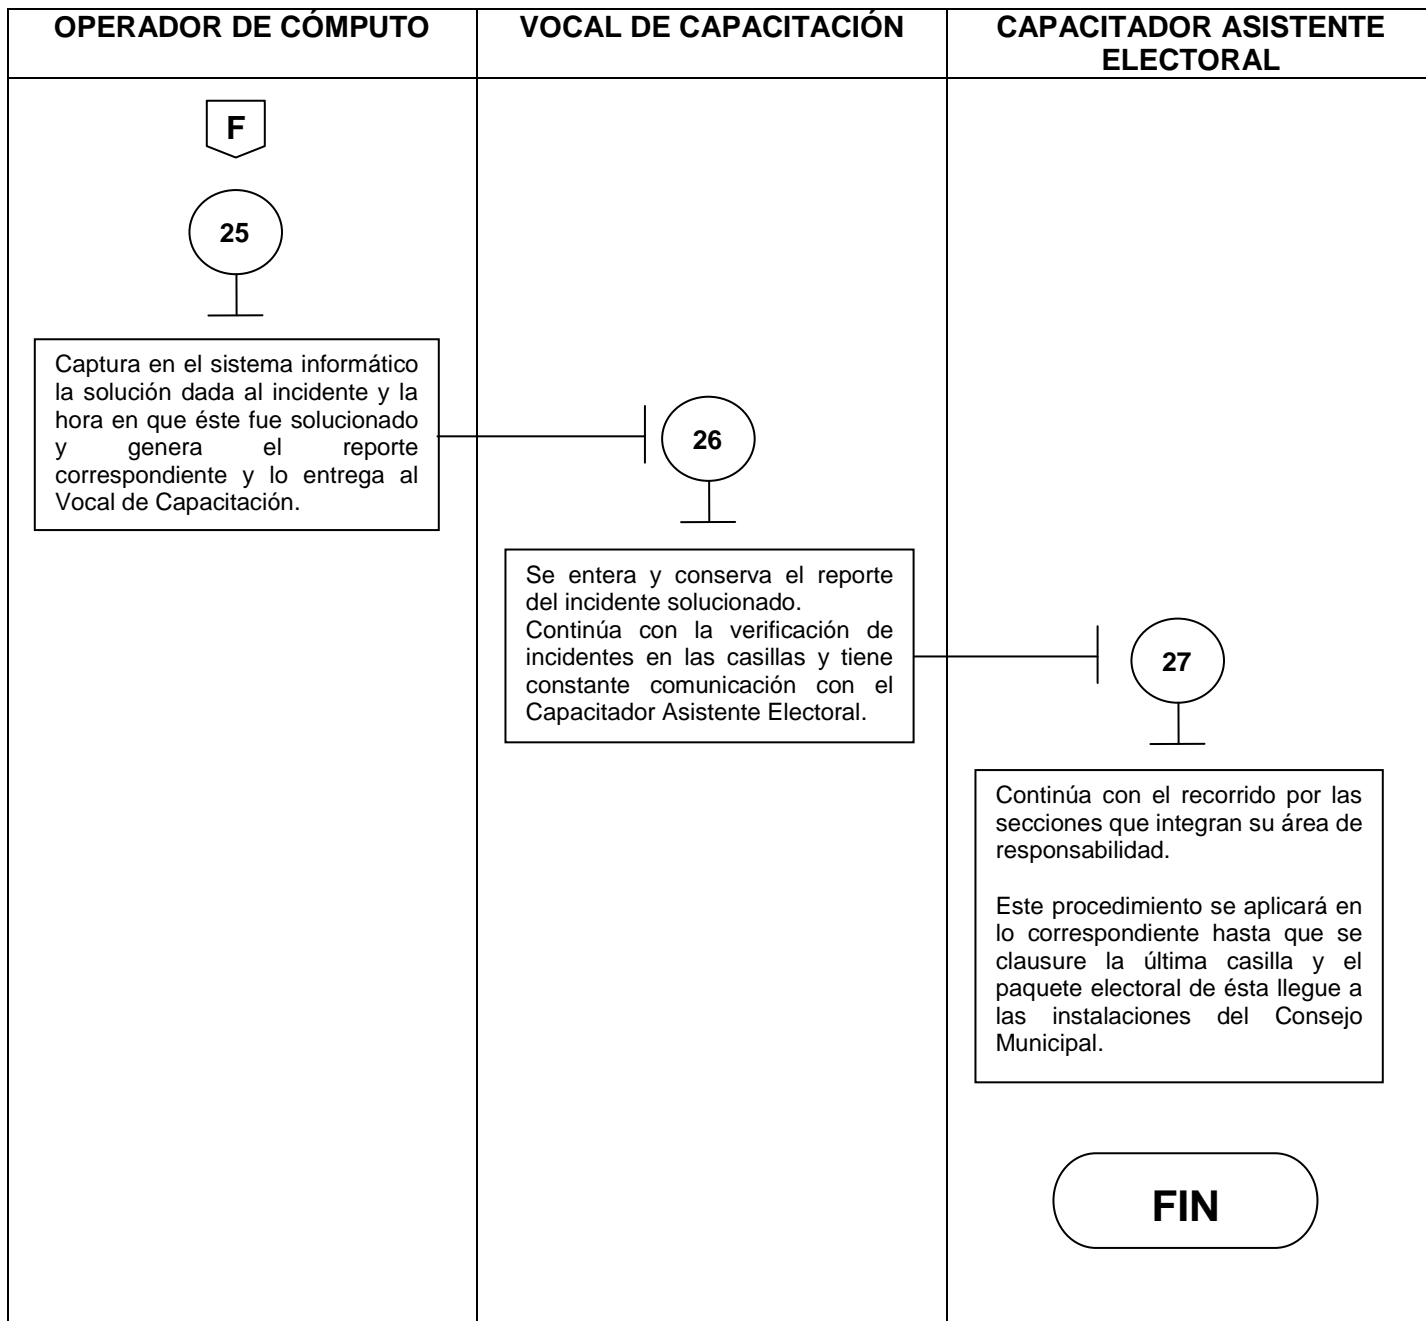 OPERADOR DE CÓMPUTO
VOCAL DE CAPACITACIÓN
CAPACITADOR ASISTENTE
ELECTORAL
F
25
Captura en el sistema informático
la solución dada al incidente y la
hora en que éste fue solucionado
y genera el reporte
correspondiente y lo entrega al
Vocal de Capacitación.
26
Se entera y conserva el reporte
del incidente solucionado.
Continúa con la verificación de
incidentes en las casillas y tiene
constante comunicación con el
Capacitador Asistente Electoral.
27
Continúa con el recorrido por las
secciones que integran su área de
responsabilidad.
Este procedimiento se aplicará en
lo correspondiente hasta que se
clausure la última casilla y el
paquete electoral de ésta llegue a
las instalaciones del Consejo
Municipal.
FIN